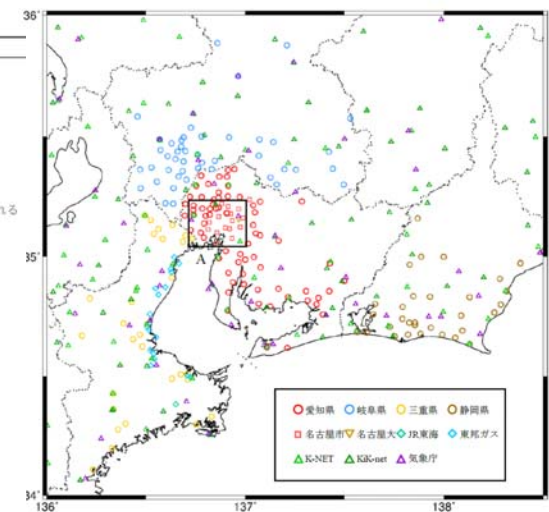 れる
36°
35°
34°
136°
137°
138°
A
愛知県 岐阜県 三重県 静岡県
名古屋市 名古屋大 JR東海 東邦ガス
K-NET KiK-net 気象庁